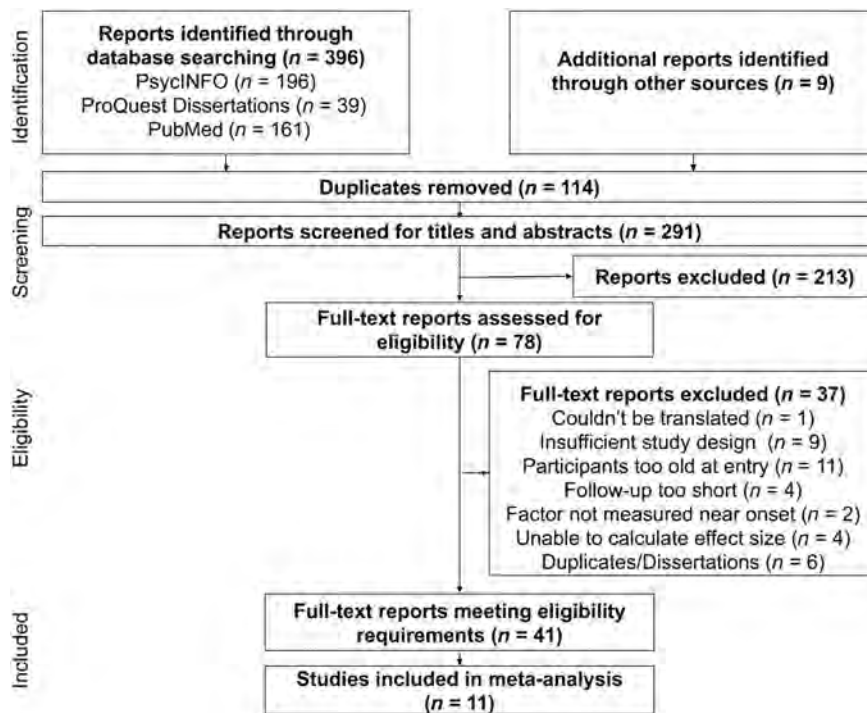 Identification
Reports identified through
database searching (n = 396)
PsycINFO (n = 196)
ProQuest Dissertations (n = 39)
PubMed (n = 161)
Additional reports identified
through other sources (n = 9)
Duplicates removed (n = 114)
Screening
Reports screened for titles and abstracts (n = 291)
Reports excluded (n = 213)
Full-text reports assessed for
eligibility (n = 78)
Eligibility
Full-text reports excluded (n = 37)
Couldn't be translated (n = 1)
Insufficient study design (n = 9)
Participants too old at entry (n = 11)
Follow-up too short (n = 4)
Factor not measured near onset (n = 2)
Unable to calculate effect size (n = 4)
Duplicates/Dissertations (n = 6)
Included
Full-text reports meeting eligibility
requirements (n = 41)
Studies included in meta-analysis
(n = 11)